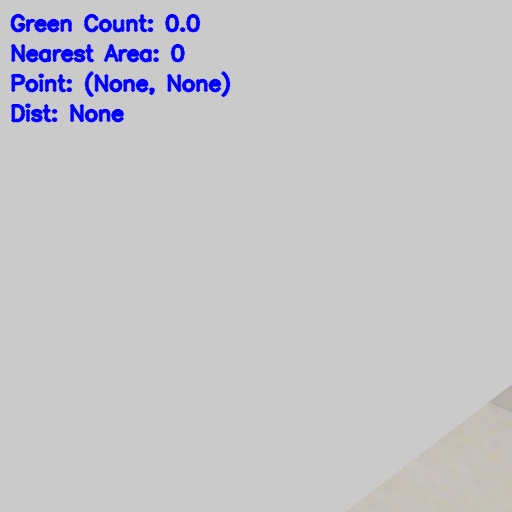 Green Count: 0.0
Nearest Area: 0
Point: (None, None)
Dist: None